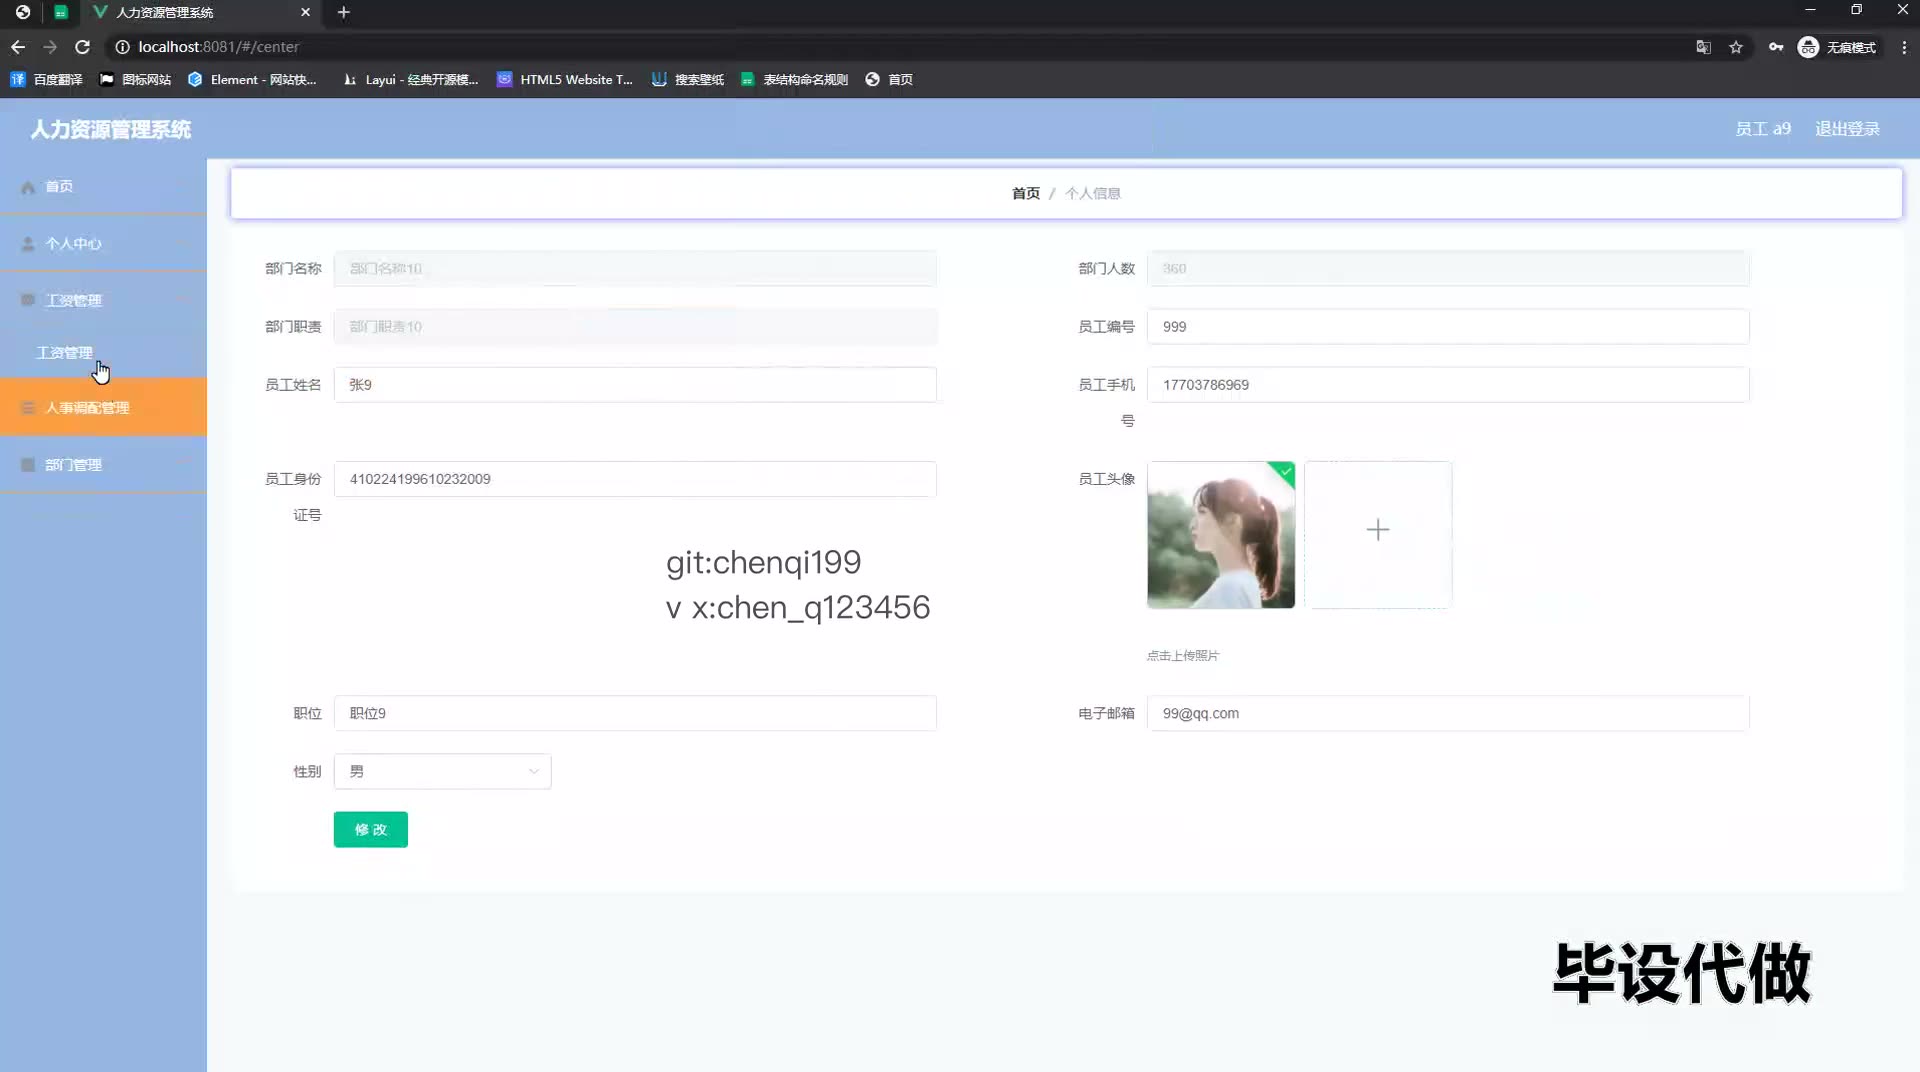 人力资源管理系统
localhost:8081/#/center
无痕模式
百度翻译
图标网站
Element - 网站快...
Layui - 经典开源模...
HTML5 Website T...
搜索壁纸
表结构命名规则
首页
人力资源管理系统
员工 a9
退出登录
首页
个人中心
工资管理
工资管理
人事调配管理
部门管理
首页 / 个人信息
部门名称 部门名称10
部门人数 360
部门职责 部门职责10
员工编号 999
员工姓名 张9
员工手机号 17703786969
员工身份证号 410224199610232009
员工头像
点击上传照片
git:chenqi199
v x:chen_q123456
职位 职位9
电子邮箱 99@qq.com
性别 男
修 改
毕设代做